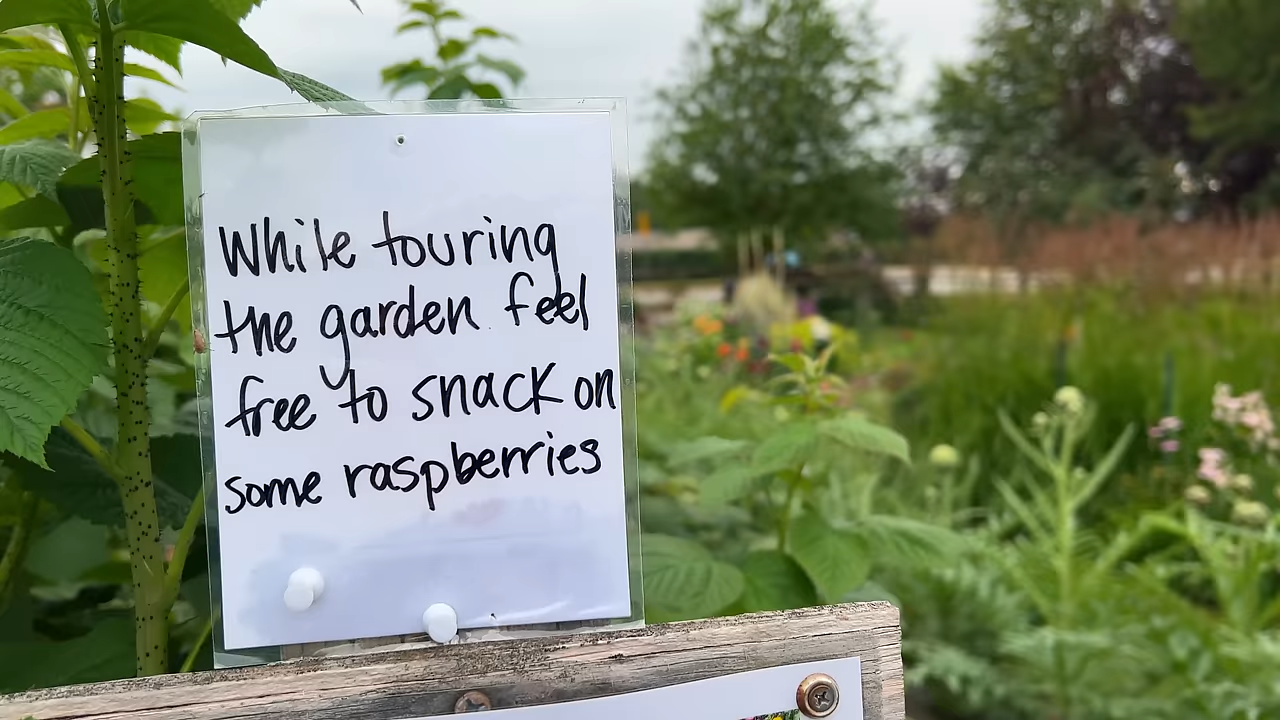 While touring
the garden feel
free to snack on
some raspberries